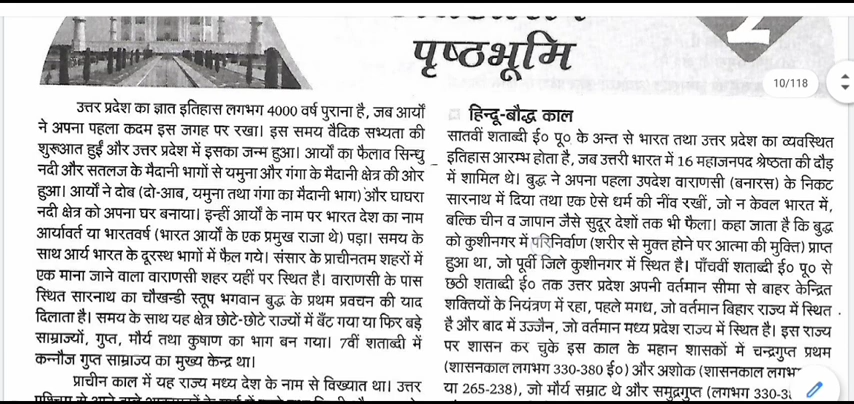 पृष्ठभूमि
2
10/118
उत्तर प्रदेश का ज्ञात इतिहास लगभग 4000 वर्ष पुराना है, जब आर्यों
ने अपना पहला कदम इस जगह पर रखा। इस समय वैदिक सभ्यता की
शुरूआत हुई और उत्तर प्रदेश में इसका जन्म हुआ। आर्यों का फैलाव सिन्धु
नदी और सतलज के मैदानी भागों से यमुना और गंगा के मैदानी क्षेत्र की ओर
हुआ। आर्यों ने दोब (दो-आब, यमुना तथा गंगा का मैदानी भाग) और घाघरा
नदी क्षेत्र को अपना घर बनाया। इन्हीं आर्यों के नाम पर भारत देश का नाम
आर्यावर्त या भारतवर्ष (भारत आर्यों के एक प्रमुख राजा थे) पड़ा। समय के
साथ आर्य भारत के दूरस्थ भागों में फैल गये। संसार के प्राचीनतम शहरों में
एक माना जाने वाला वाराणसी शहर यहीं पर स्थित है। वाराणसी के पास
स्थित सारनाथ का चौखन्डी स्तूप भगवान बुद्ध के प्रथम प्रवचन की याद
दिलाता है। समय के साथ यह क्षेत्र छोटे-छोटे राज्यों में बँट गया या फिर बड़े
साम्राज्यों, गुप्त, मौर्य तथा कुषाण का भाग बन गया। 7वीं शताब्दी में
कन्नौज गुप्त साम्राज्य का मुख्य केन्द्र था।
प्राचीन काल में यह राज्य मध्य देश के नाम से विख्यात था। उत्तर
हिन्दू-बौद्ध काल
सातवीं शताब्दी ई० पू० के अन्त से भारत तथा उत्तर प्रदेश का व्यवस्थित
इतिहास आरम्भ होता है, जब उत्तरी भारत में 16 महाजनपद श्रेष्ठता की दौड़
में शामिल थे। बुद्ध ने अपना पहला उपदेश वाराणसी (बनारस) के निकट
सारनाथ में दिया तथा एक ऐसे धर्म की नींव रखीं, जो न केवल भारत में,
बल्कि चीन व जापान जैसे सुदूर देशों तक भी फैला। कहा जाता है कि बुद्ध
को कुशीनगर में परिनिर्वाण (शरीर से मुक्त होने पर आत्मा की मुक्ति) प्राप्त
हुआ था, जो पूर्वी जिले कुशीनगर में स्थित है। पाँचवीं शताब्दी ई० पू० से
छठी शताब्दी ई० तक उत्तर प्रदेश अपनी वर्तमान सीमा से बाहर केन्द्रित
शक्तियों के नियंत्रण में रहा, पहले मगध, जो वर्तमान बिहार राज्य में स्थित
है और बाद में उज्जैन, जो वर्तमान मध्य प्रदेश राज्य में स्थित है। इस राज्य
पर शासन कर चुके इस काल के महान शासकों में चन्द्रगुप्त प्रथम
(शासनकाल लगभग 330-380 ई०) और अशोक (शासनकाल लगभ
या 265-238), जो मौर्य सम्राट थे और समुद्रगुप्त (लगभग 330-3